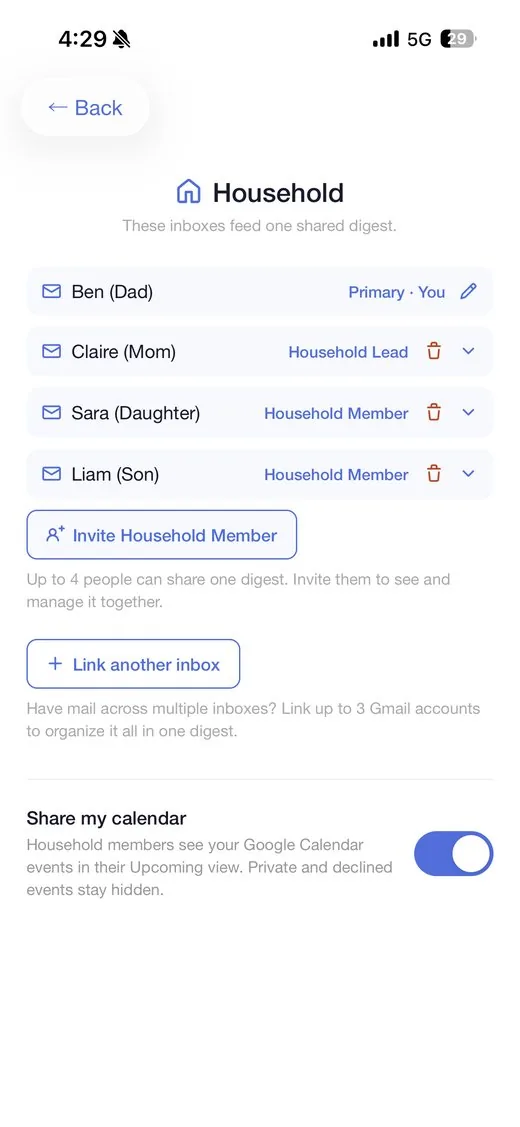 4:29
5G
29
← Back
Household
These inboxes feed one shared digest.
Ben (Dad)
Primary · You
Claire (Mom)
Household Lead
Sara (Daughter)
Household Member
Liam (Son)
Household Member
Invite Household Member
Up to 4 people can share one digest. Invite them to see and
manage it together.
+ Link another inbox
Have mail across multiple inboxes? Link up to 3 Gmail accounts
to organize it all in one digest.
Share my calendar
Household members see your Google Calendar
events in their Upcoming view. Private and declined
events stay hidden.